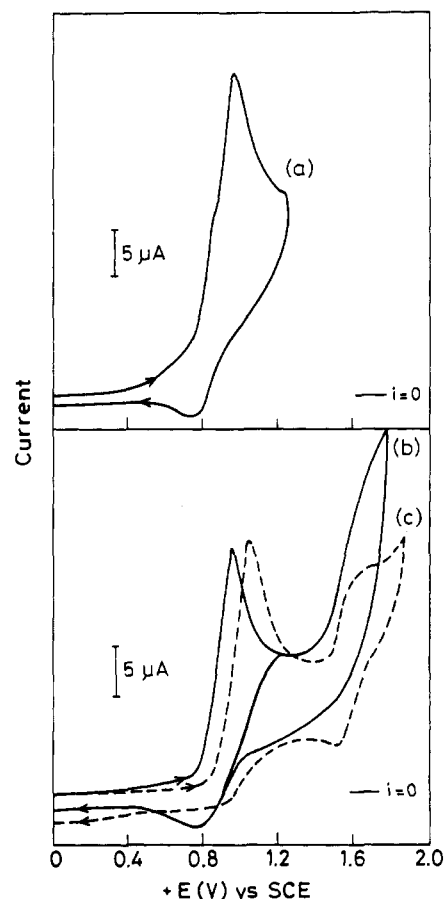 (a)
5 μA
— i=0
Current
(b)
(c)
5 μA
— i=0
0 0.4 0.8 1.2 1.6 2.0
+E(V) vs SCE